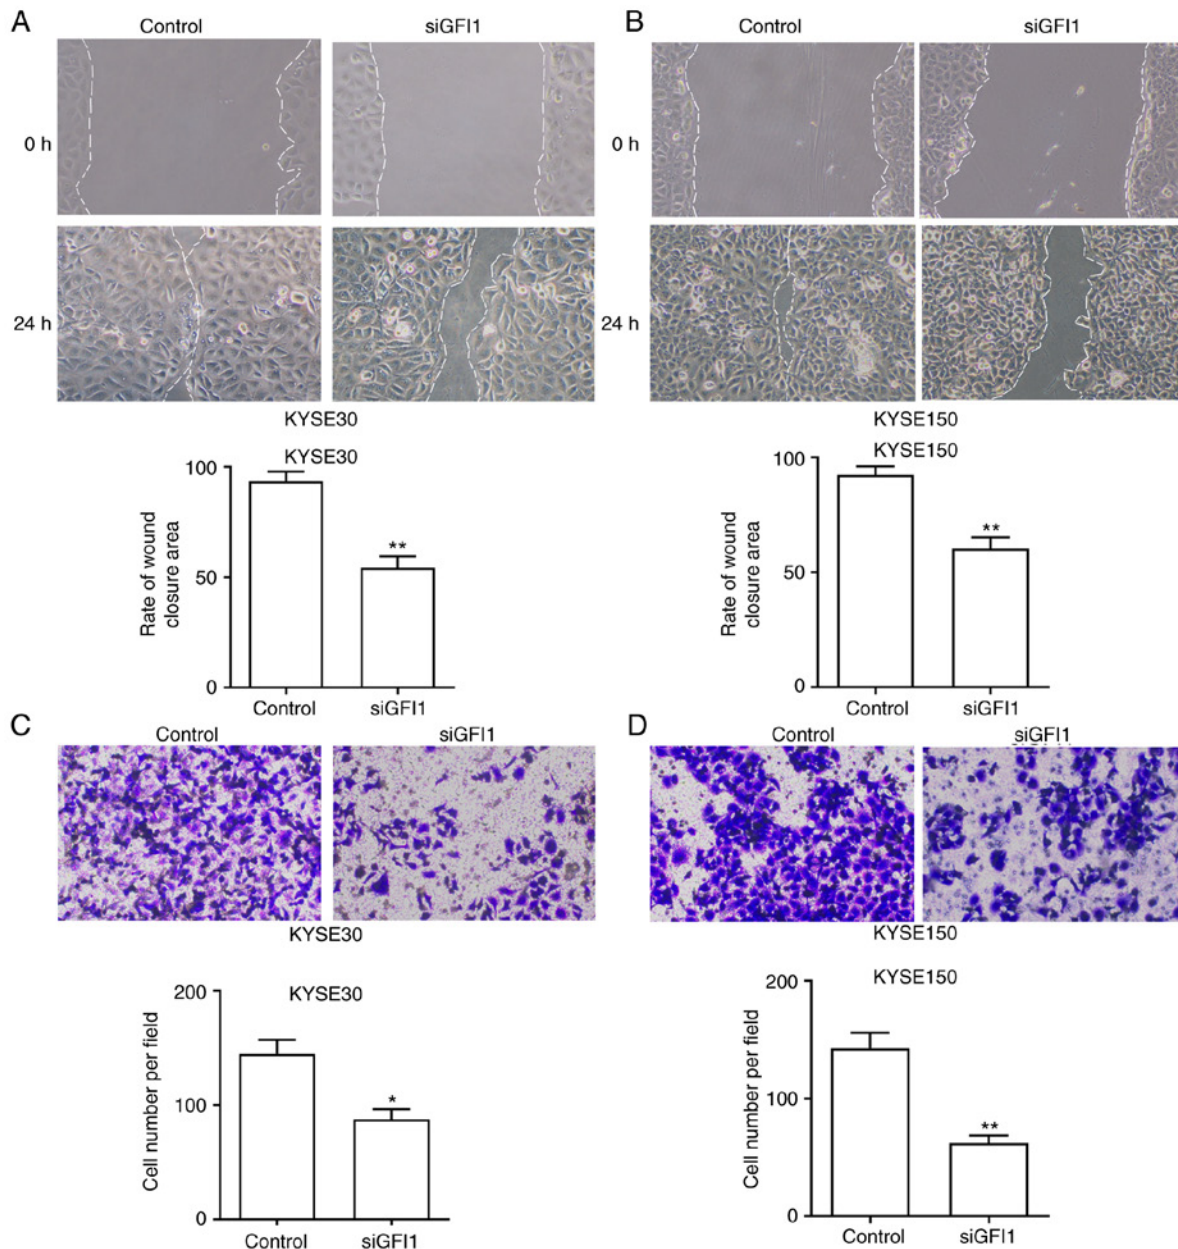 A
Control
siGFI1
0 h
24 h
KYSE30
KYSE30
100
50
0
Rate of wound
closure area
**
Control
siGFI1
B
Control
siGFI1
0 h
24 h
KYSE150
KYSE150
100
50
0
Rate of wound
closure area
**
Control
siGFI1
C
Control
siGFI1
KYSE30
KYSE30
200
100
0
Cell number per field
*
Control
siGFI1
D
Control
siGFI1
KYSE150
KYSE150
200
100
0
Cell number per field
**
Control
siGFI1